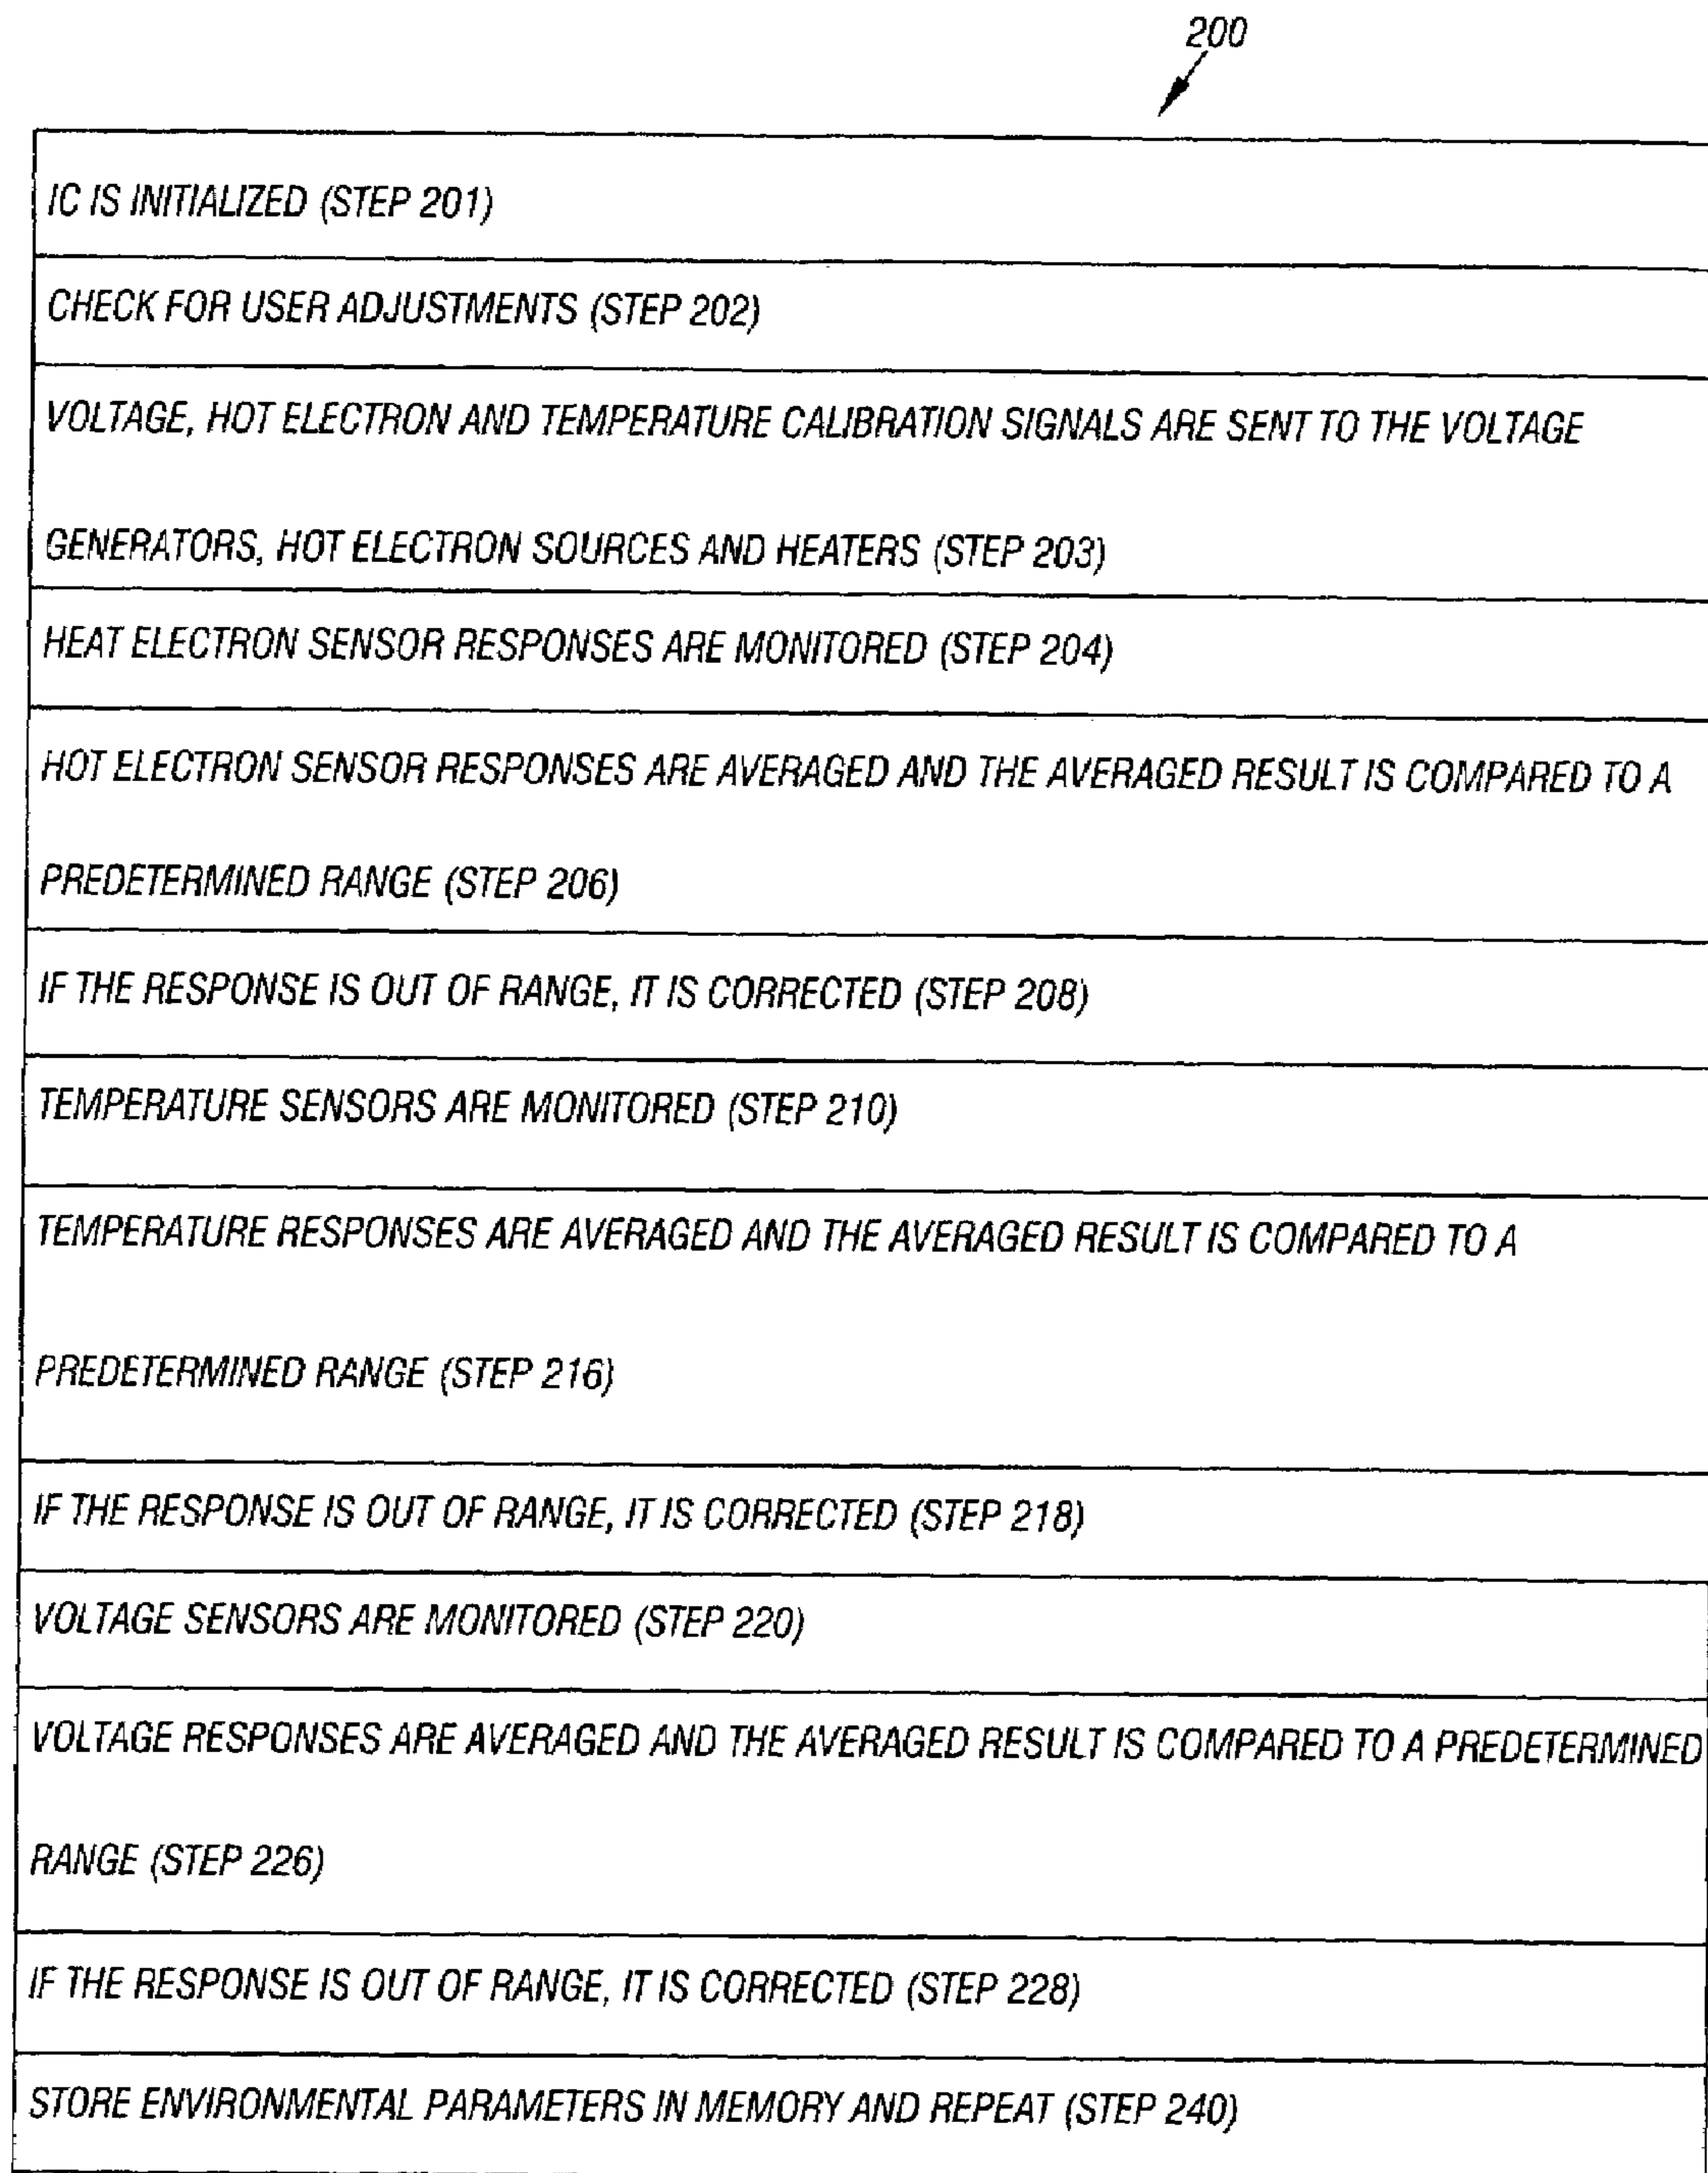 200
IC IS INITIALIZED (STEP 201)
CHECK FOR USER ADJUSTMENTS (STEP 202)
VOLTAGE, HOT ELECTRON AND TEMPERATURE CALIBRATION SIGNALS ARE SENT TO THE VOLTAGE
GENERATORS, HOT ELECTRON SOURCES AND HEATERS (STEP 203)
HEAT ELECTRON SENSOR RESPONSES ARE MONITORED (STEP 204)
HOT ELECTRON SENSOR RESPONSES ARE AVERAGED AND THE AVERAGED RESULT IS COMPARED TO A
PREDETERMINED RANGE (STEP 206)
IF THE RESPONSE IS OUT OF RANGE, IT IS CORRECTED (STEP 208)
TEMPERATURE SENSORS ARE MONITORED (STEP 210)
TEMPERATURE RESPONSES ARE AVERAGED AND THE AVERAGED RESULT IS COMPARED TO A
PREDETERMINED RANGE (STEP 216)
IF THE RESPONSE IS OUT OF RANGE, IT IS CORRECTED (STEP 218)
VOLTAGE SENSORS ARE MONITORED (STEP 220)
VOLTAGE RESPONSES ARE AVERAGED AND THE AVERAGED RESULT IS COMPARED TO A PREDETERMINED
RANGE (STEP 226)
IF THE RESPONSE IS OUT OF RANGE, IT IS CORRECTED (STEP 228)
STORE ENVIRONMENTAL PARAMETERS IN MEMORY AND REPEAT (STEP 240)